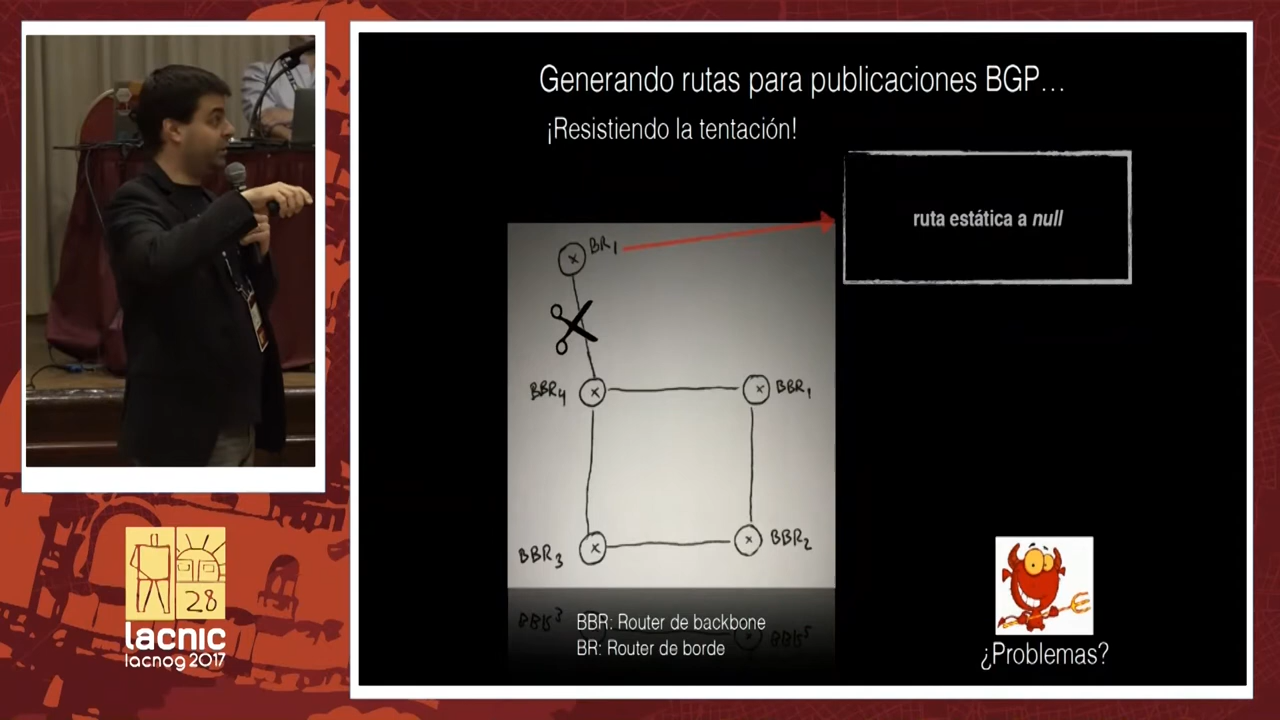 Generando rutas para publicaciones BGP...
¡Resistiendo la tentación!
ruta estática a null
BR1
BBR4
BBR1
BBR3
BBR2
BBR: Router de backbone
BR: Router de borde
¿Problemas?
28
lacnic
lacnog 2017